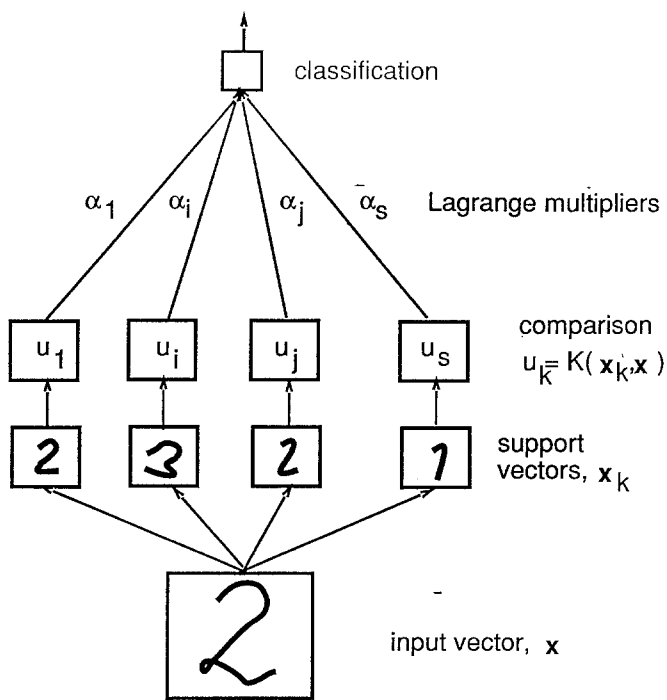 classification
α₁ αᵢ αⱼ αₛ Lagrange multipliers
u₁ uᵢ uⱼ uₛ comparison
uₖ= K(xₖ,x)
2 3 2 1 support
vectors, xₖ
2 input vector, x